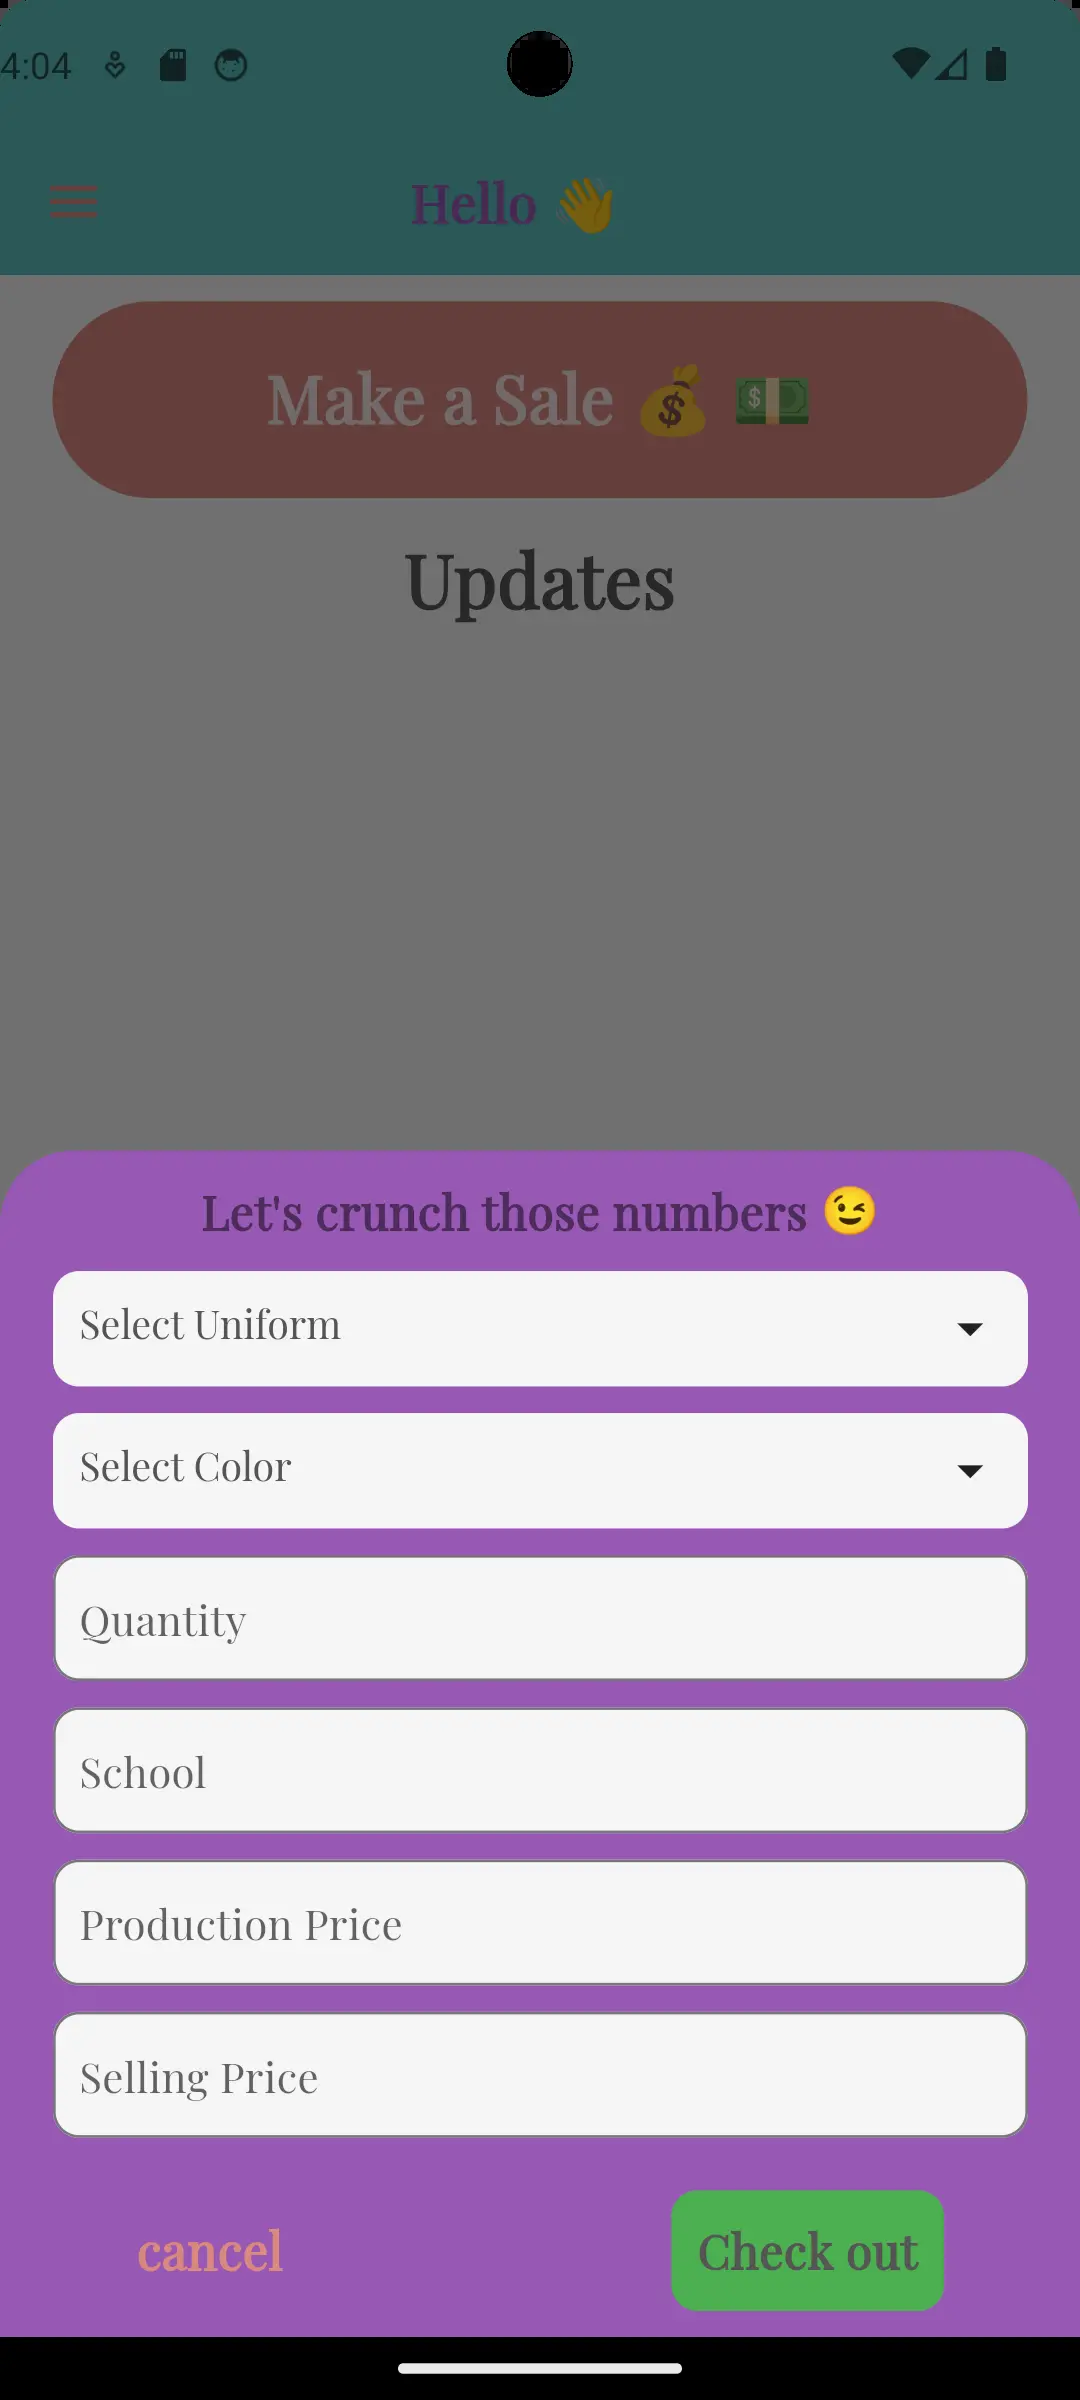 4:04
Hello 👋
Make a Sale 💰 💵
Updates
Let's crunch those numbers 😉
Select Uniform
Select Color
Quantity
School
Production Price
Selling Price
cancel
Check out